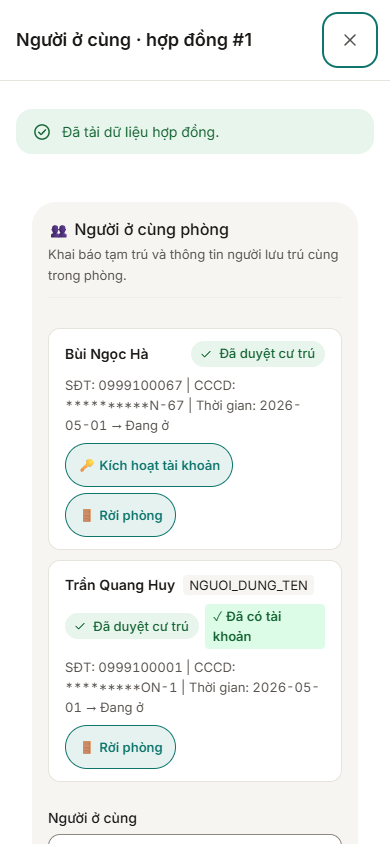 Người ở cùng · hợp đồng #1
Đã tải dữ liệu hợp đồng.
Người ở cùng phòng
Khai báo tạm trú và thông tin người lưu trú cùng
trong phòng.
Bùi Ngọc Hà
✓ Đã duyệt cư trú
SĐT: 0999100067 | CCCD:
**********N-67 | Thời gian: 2026-
05-01 → Đang ở
Kích hoạt tài khoản
Rời phòng
Trần Quang Huy NGUOI_DUNG_TEN
✓ Đã duyệt cư trú
✓ Đã có tài
khoản
SĐT: 0999100001 | CCCD:
*********ON-1 | Thời gian: 2026-05-
01 → Đang ở
Rời phòng
Người ở cùng